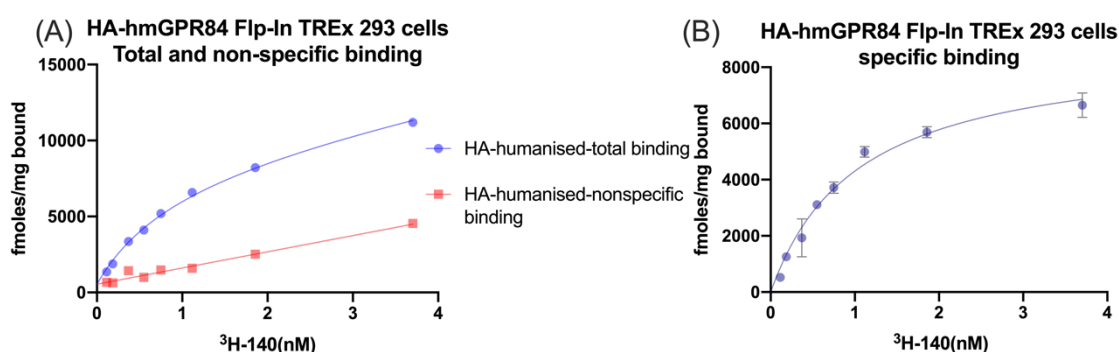 (A)
HA-hmGPR84 Flp-In TREx 293 cells
Total and non-specific binding
fmoles/mg bound
15000
10000
5000
0
0 1 2 3 4
³H-140(nM)
HA-humanised-total binding
HA-humanised-nonspecific
binding
(B)
HA-hmGPR84 Flp-In TREx 293 cells
specific binding
fmoles/mg bound
8000
6000
4000
2000
0
0 1 2 3 4
³H-140(nM)